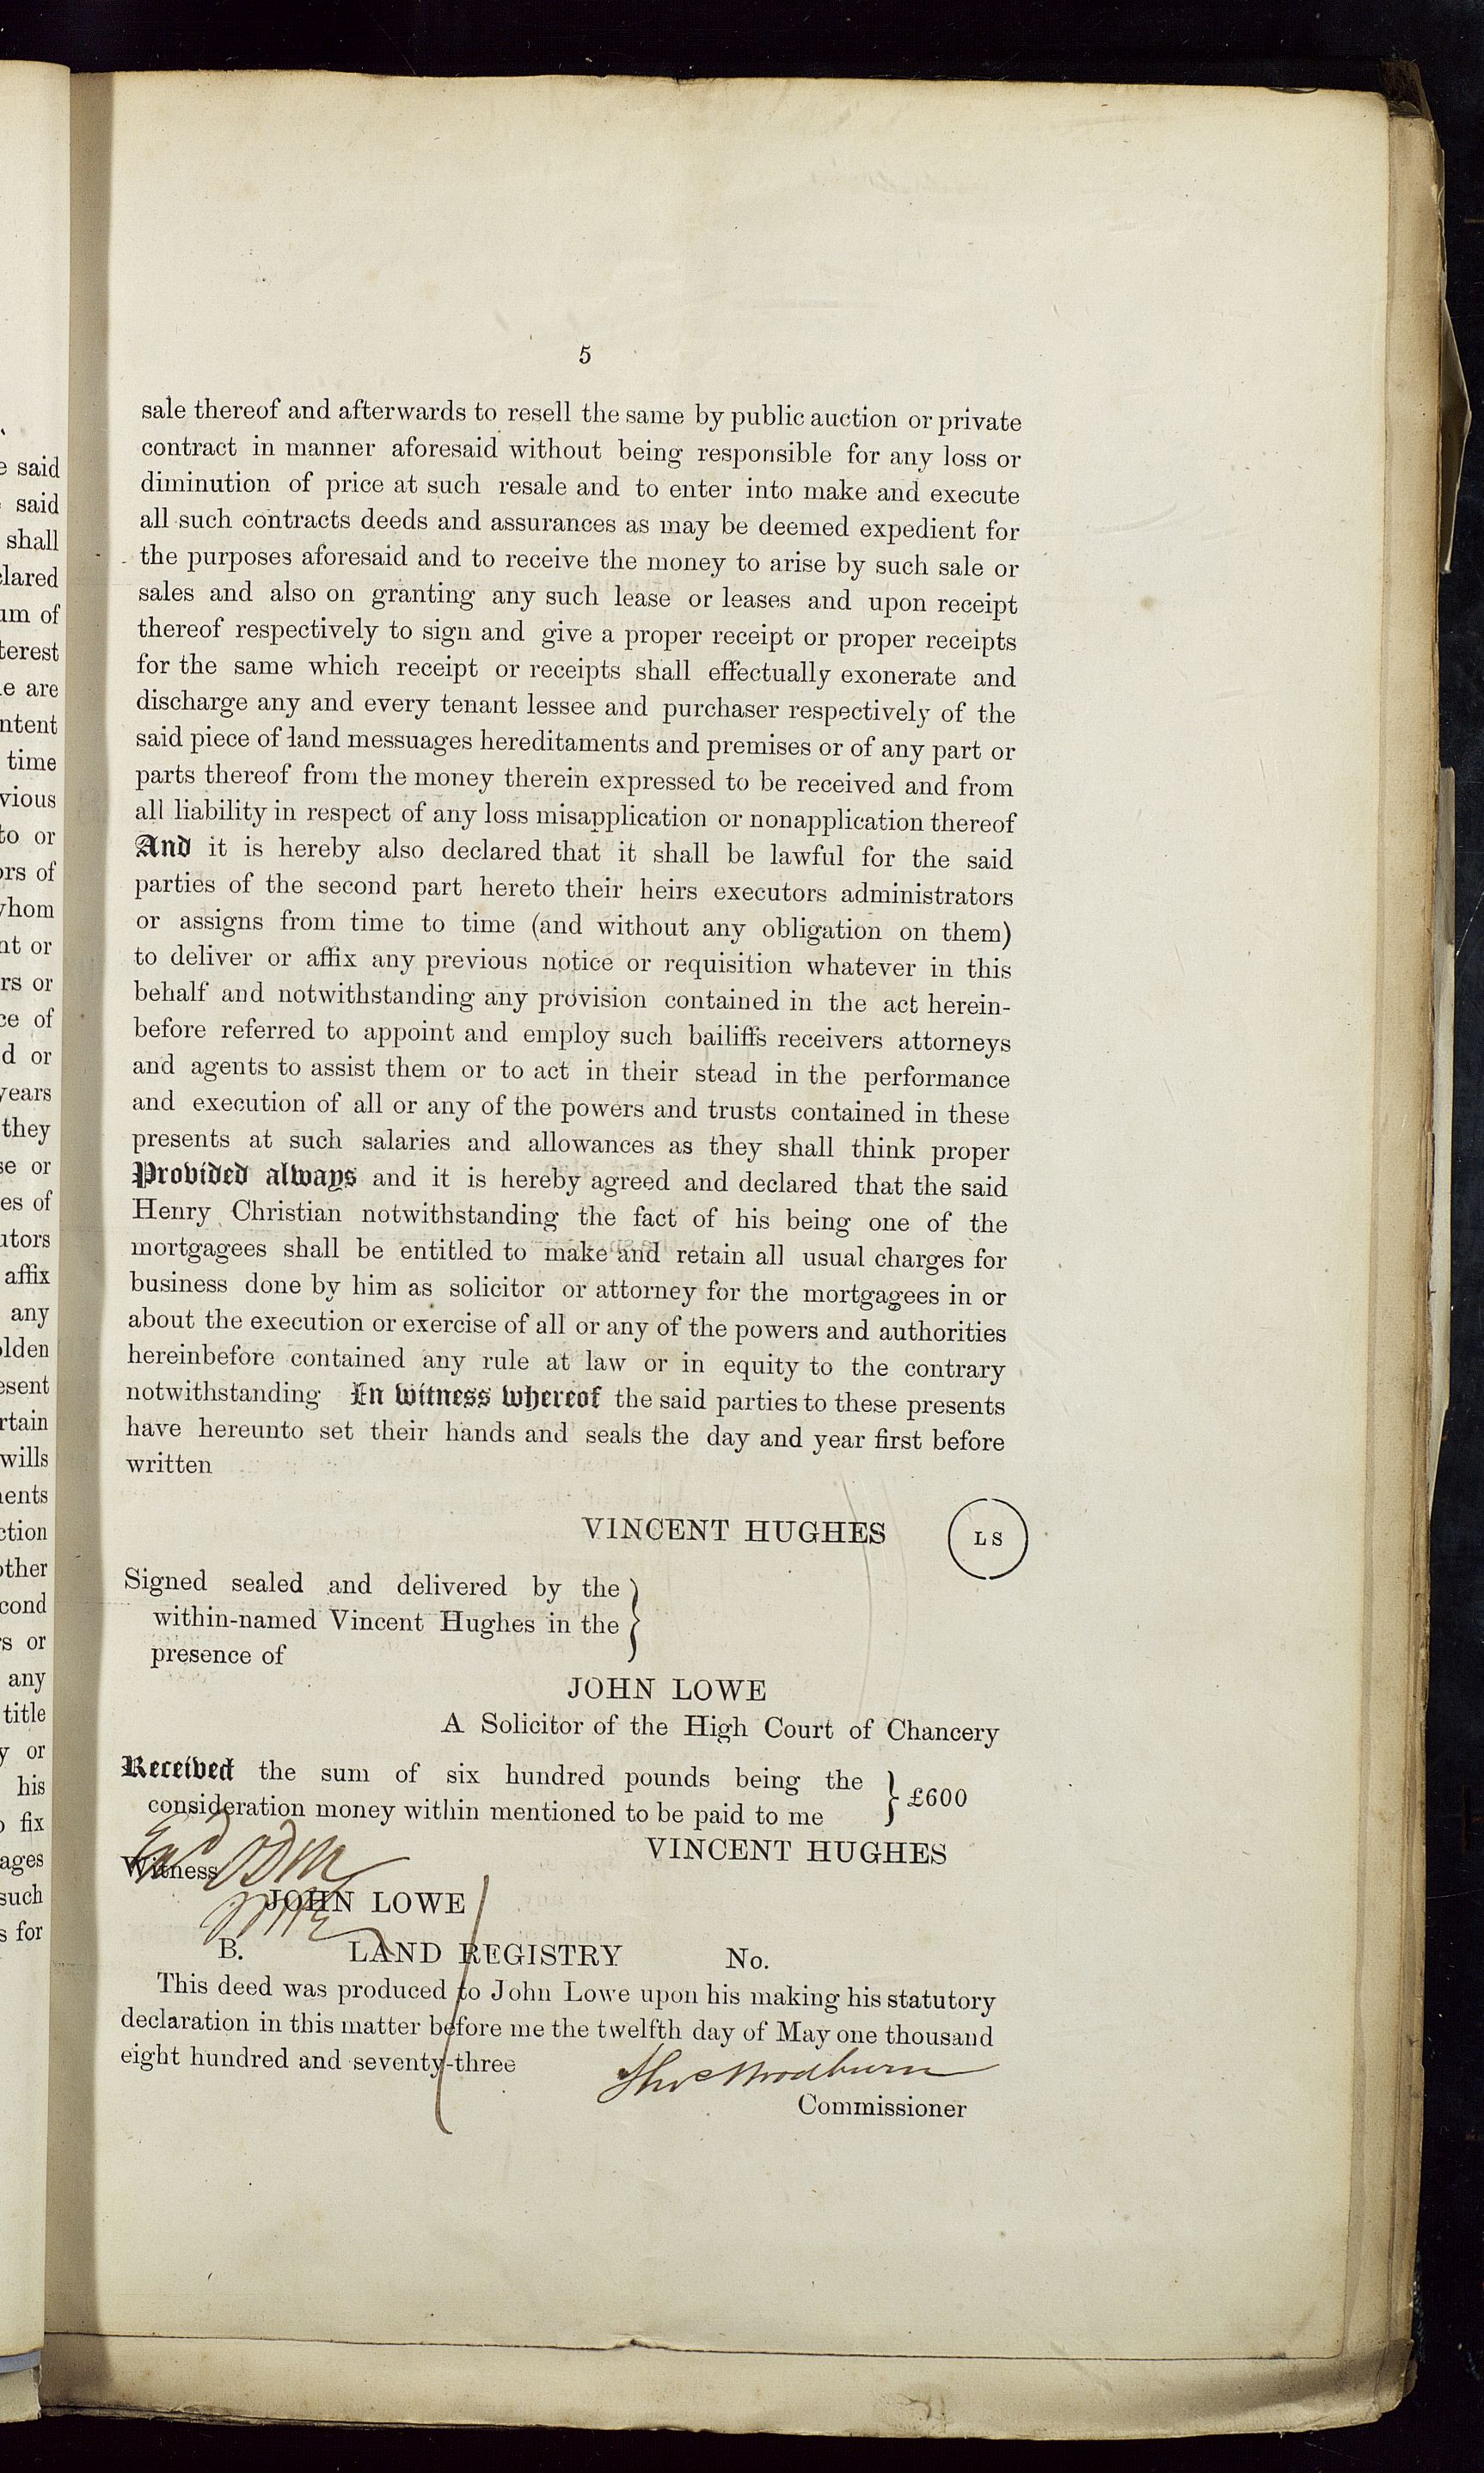 5
sale thereof and afterwards to resell the same by public auction or private
contract in manner aforesaid without being responsible for any loss or
diminution of price at such resale and to enter into make and execute
all such contracts deeds and assurances as may be deemed expedient for
the purposes aforesaid and to receive the money to arise by such sale or
sales and also on granting any such lease or leases and upon receipt
thereof respectively to sign and give a proper receipt or proper receipts
for the same which receipt or receipts shall effectually exonerate and
discharge any and every tenant lessee and purchaser respectively of the
said piece of land messuages hereditaments and premises or of any part or
parts thereof from the money therein expressed to be received and from
all liability in respect of any loss misapplication or nonapplication thereof
And it is hereby also declared that it shall be lawful for the said
parties of the second part hereto their heirs executors administrators
or assigns from time to time (and without any obligation on them)
to deliver or affix any previous notice or requisition whatever in this
behalf and notwithstanding any provision contained in the act herein-
before referred to appoint and employ such bailiffs receivers attorneys
and agents to assist them or to act in their stead in the performance
and execution of all or any of the powers and trusts contained in these
presents at such salaries and allowances as they shall think proper
Provided always and it is hereby agreed and declared that the said
Henry Christian notwithstanding the fact of his being one of the
mortgagees shall be entitled to make and retain all usual charges for
business done by him as solicitor or attorney for the mortgagees in or
about the execution or exercise of all or any of the powers and authorities
hereinbefore contained any rule at law or in equity to the contrary
notwithstanding In witness whereof the said parties to these presents
have hereunto set their hands and seals the day and year first before
written
VINCENT HUGHES LS
Signed sealed and delivered by the
within-named Vincent Hughes in the
presence of
JOHN LOWE
A Solicitor of the High Court of Chancery
Received the sum of six hundred pounds being the
consideration money within mentioned to be paid to me } £600
VINCENT HUGHES
Witness
JOHN LOWE
B. LAND REGISTRY No.
This deed was produced to John Lowe upon his making his statutory
declaration in this matter before me the twelfth day of May one thousand
eight hundred and seventy-three
Commissioner